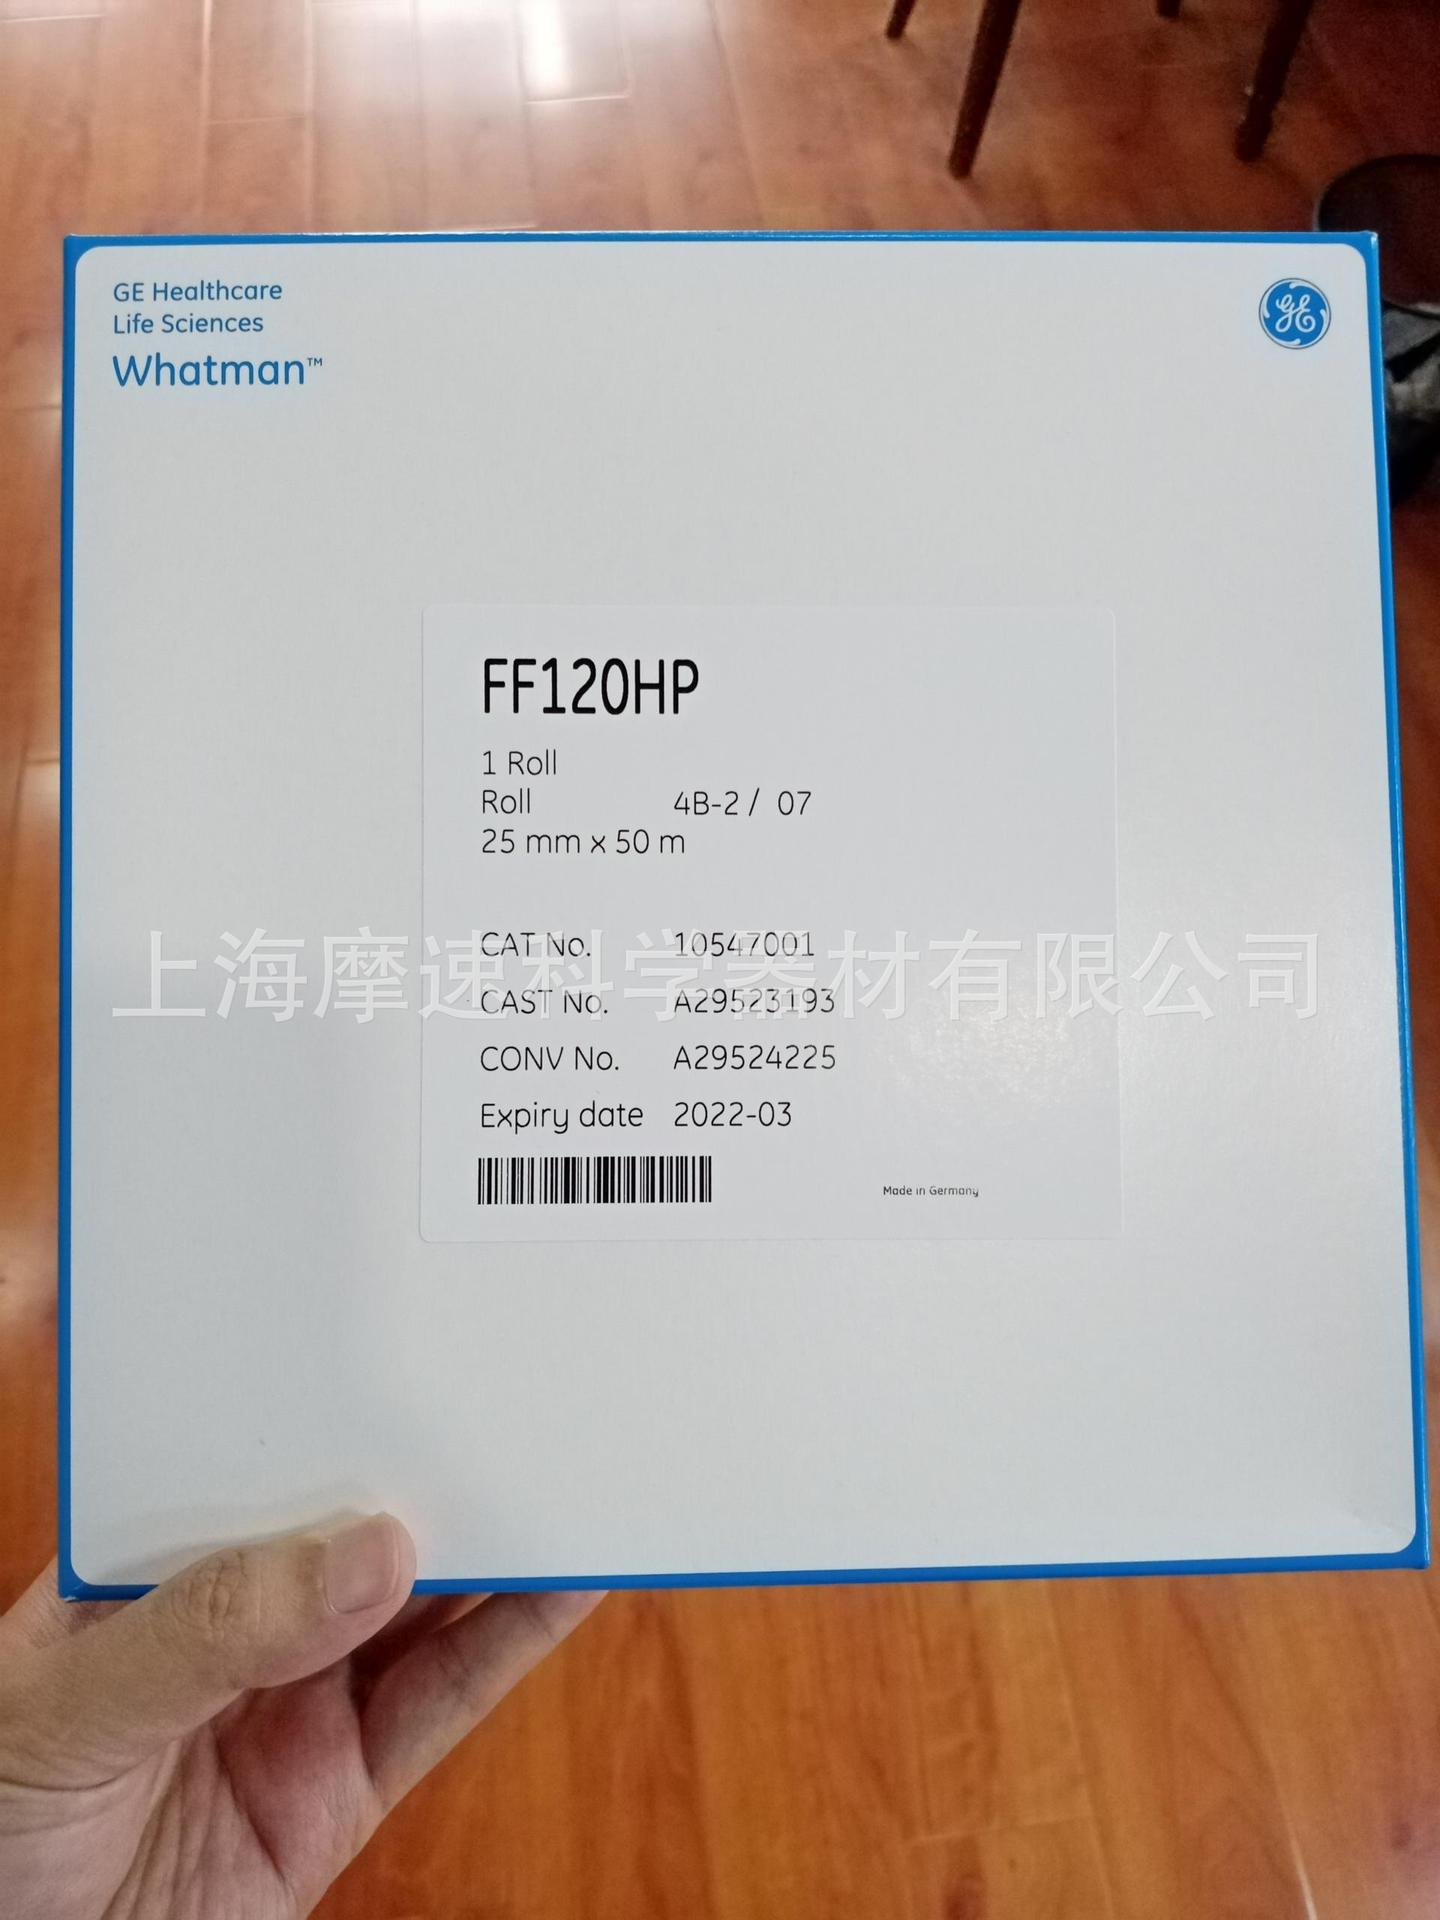 GE Healthcare
Life Sciences
Whatman™
GE
FF120HP
1 Roll
Roll 4B-2 / 07
25 mm x 50 m
CAT No. 10547001
上海摩速科学器材有限公司
CAST No. A29523193
CONV No. A29524225
Expiry date 2022-03
Made in Germany